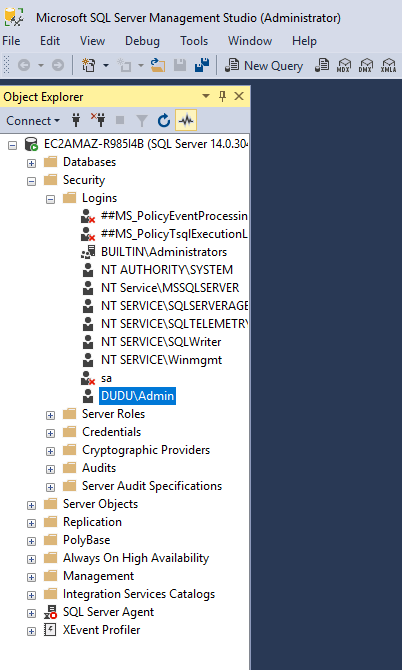 Microsoft SQL Server Management Studio (Administrator)
File Edit View Debug Tools Window Help
New Query MDX DMX XMLA
Object Explorer
Connect
EC2AMAZ-R985I4B (SQL Server 14.0.304
Databases
Security
Logins
##MS_PolicyEventProcessin
##MS_PolicyTsqlExecutionL
BUILTIN\Administrators
NT AUTHORITY\SYSTEM
NT Service\MSSQLSERVER
NT SERVICE\SQLSERVERAGE
NT SERVICE\SQLTELEMETRY
NT SERVICE\SQLWriter
NT SERVICE\Winmgmt
sa
DUDU\Admin
Server Roles
Credentials
Cryptographic Providers
Audits
Server Audit Specifications
Server Objects
Replication
PolyBase
Always On High Availability
Management
Integration Services Catalogs
SQL Server Agent
XEvent Profiler